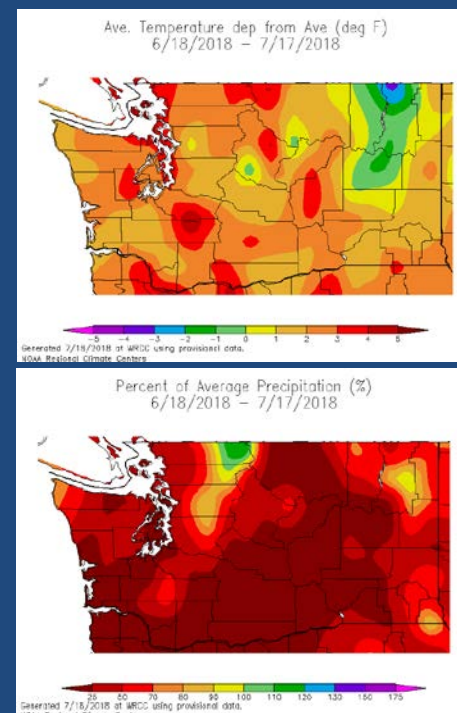 Ave. Temperature dep from Ave (deg F)
6/18/2018 – 7/17/2018
-5 -4 -3 -2 -1 0 1 2 3 4 5
Generated 7/18/2018 at WRCC using provisional data.
NOAA Regional Climate Centers
Percent of Average Precipitation (%)
6/18/2018 – 7/17/2018
25 50 70 80 90 100 110 130 150 175
Generated 7/18/2018 at WRCC using provisional data.